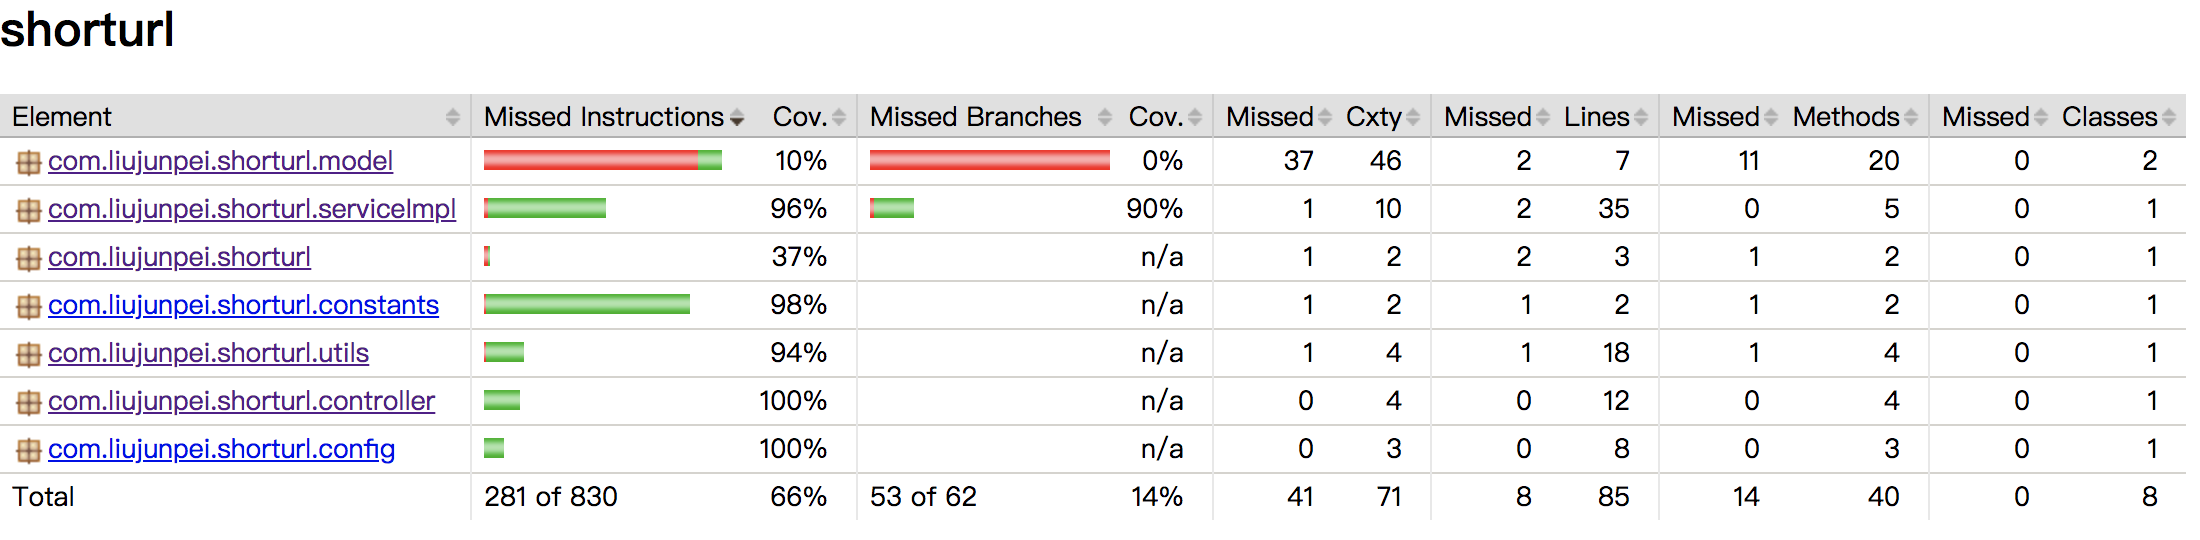 shorturl
Element Missed Instructions Cov. Missed Branches Cov. Missed Cxty Missed Lines Missed Methods Missed Classes
com.liujunpei.shorturl.model 10% 0% 37 46 2 7 11 20 0 2
com.liujunpei.shorturl.serviceImpl 96% 90% 1 10 2 35 0 5 0 1
com.liujunpei.shorturl 37% n/a 1 2 2 3 1 2 0 1
com.liujunpei.shorturl.constants 98% n/a 1 2 1 2 1 2 0 1
com.liujunpei.shorturl.utils 94% n/a 1 4 1 18 1 4 0 1
com.liujunpei.shorturl.controller 100% n/a 0 4 0 12 0 4 0 1
com.liujunpei.shorturl.config 100% n/a 0 3 0 8 0 3 0 1
Total 281 of 830 66% 53 of 62 14% 41 71 8 85 14 40 0 8